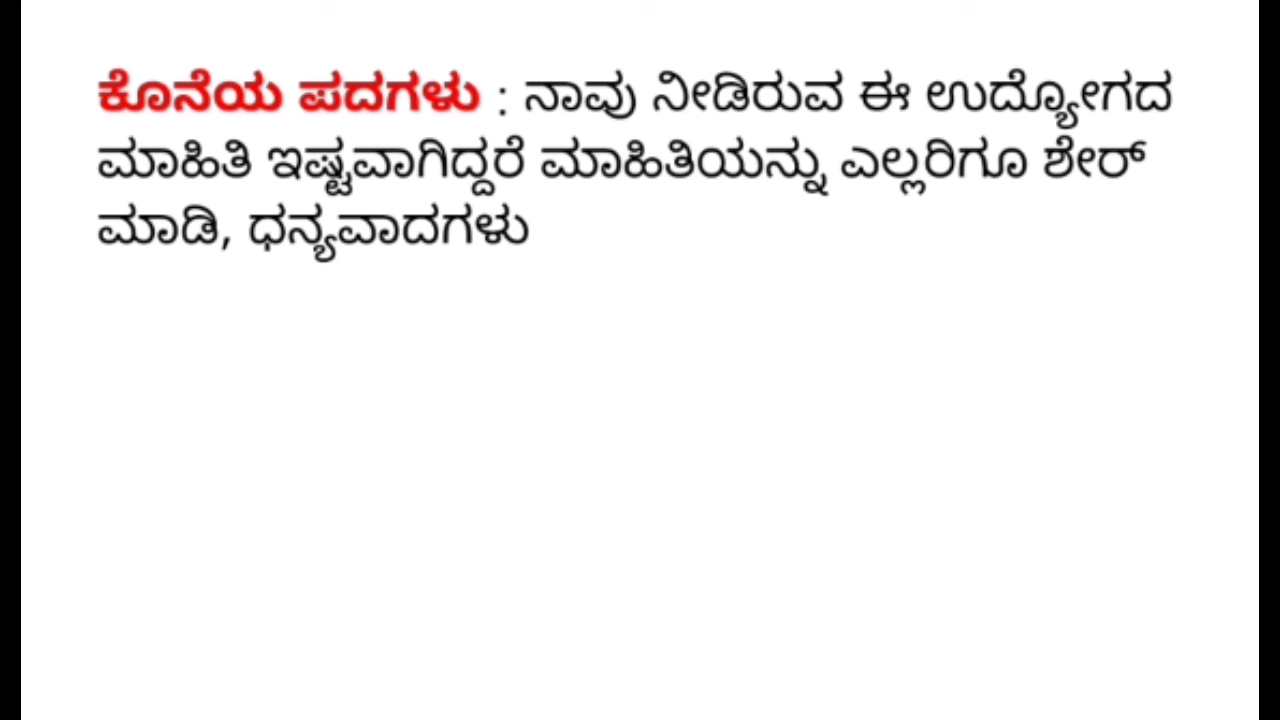 ಕೊನೆಯ ಪದಗಳು : ನಾವು ನೀಡಿರುವ ಈ ಉದ್ಯೋಗದ
ಮಾಹಿತಿ ಇಷ್ಟವಾಗಿದ್ದರೆ ಮಾಹಿತಿಯನ್ನು ಎಲ್ಲರಿಗೂ ಶೇರ್
ಮಾಡಿ, ಧನ್ಯವಾದಗಳು